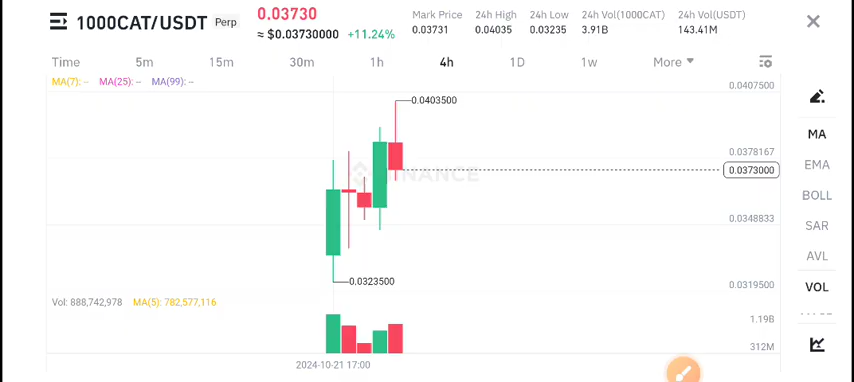 1000CAT/USDT Perp
0.03730
≈ $0.03730000 +11.24%
Mark Price 24h High 24h Low 24h Vol(1000CAT) 24h Vol(USDT)
0.03731 0.04035 0.03235 3.91B 143.41M
Time 5m 15m 30m 1h 4h 1D 1w More
MA(7): -- MA(25): -- MA(99): --
0.0407500
0.0403500
0.0378167
0.0373000
BINANCE
0.0348833
0.0323500
0.0319500
Vol: 888,742,978 MA(5): 782,577,116
1.19B
312M
2024-10-21 17:00
MA
EMA
BOLL
SAR
AVL
VOL